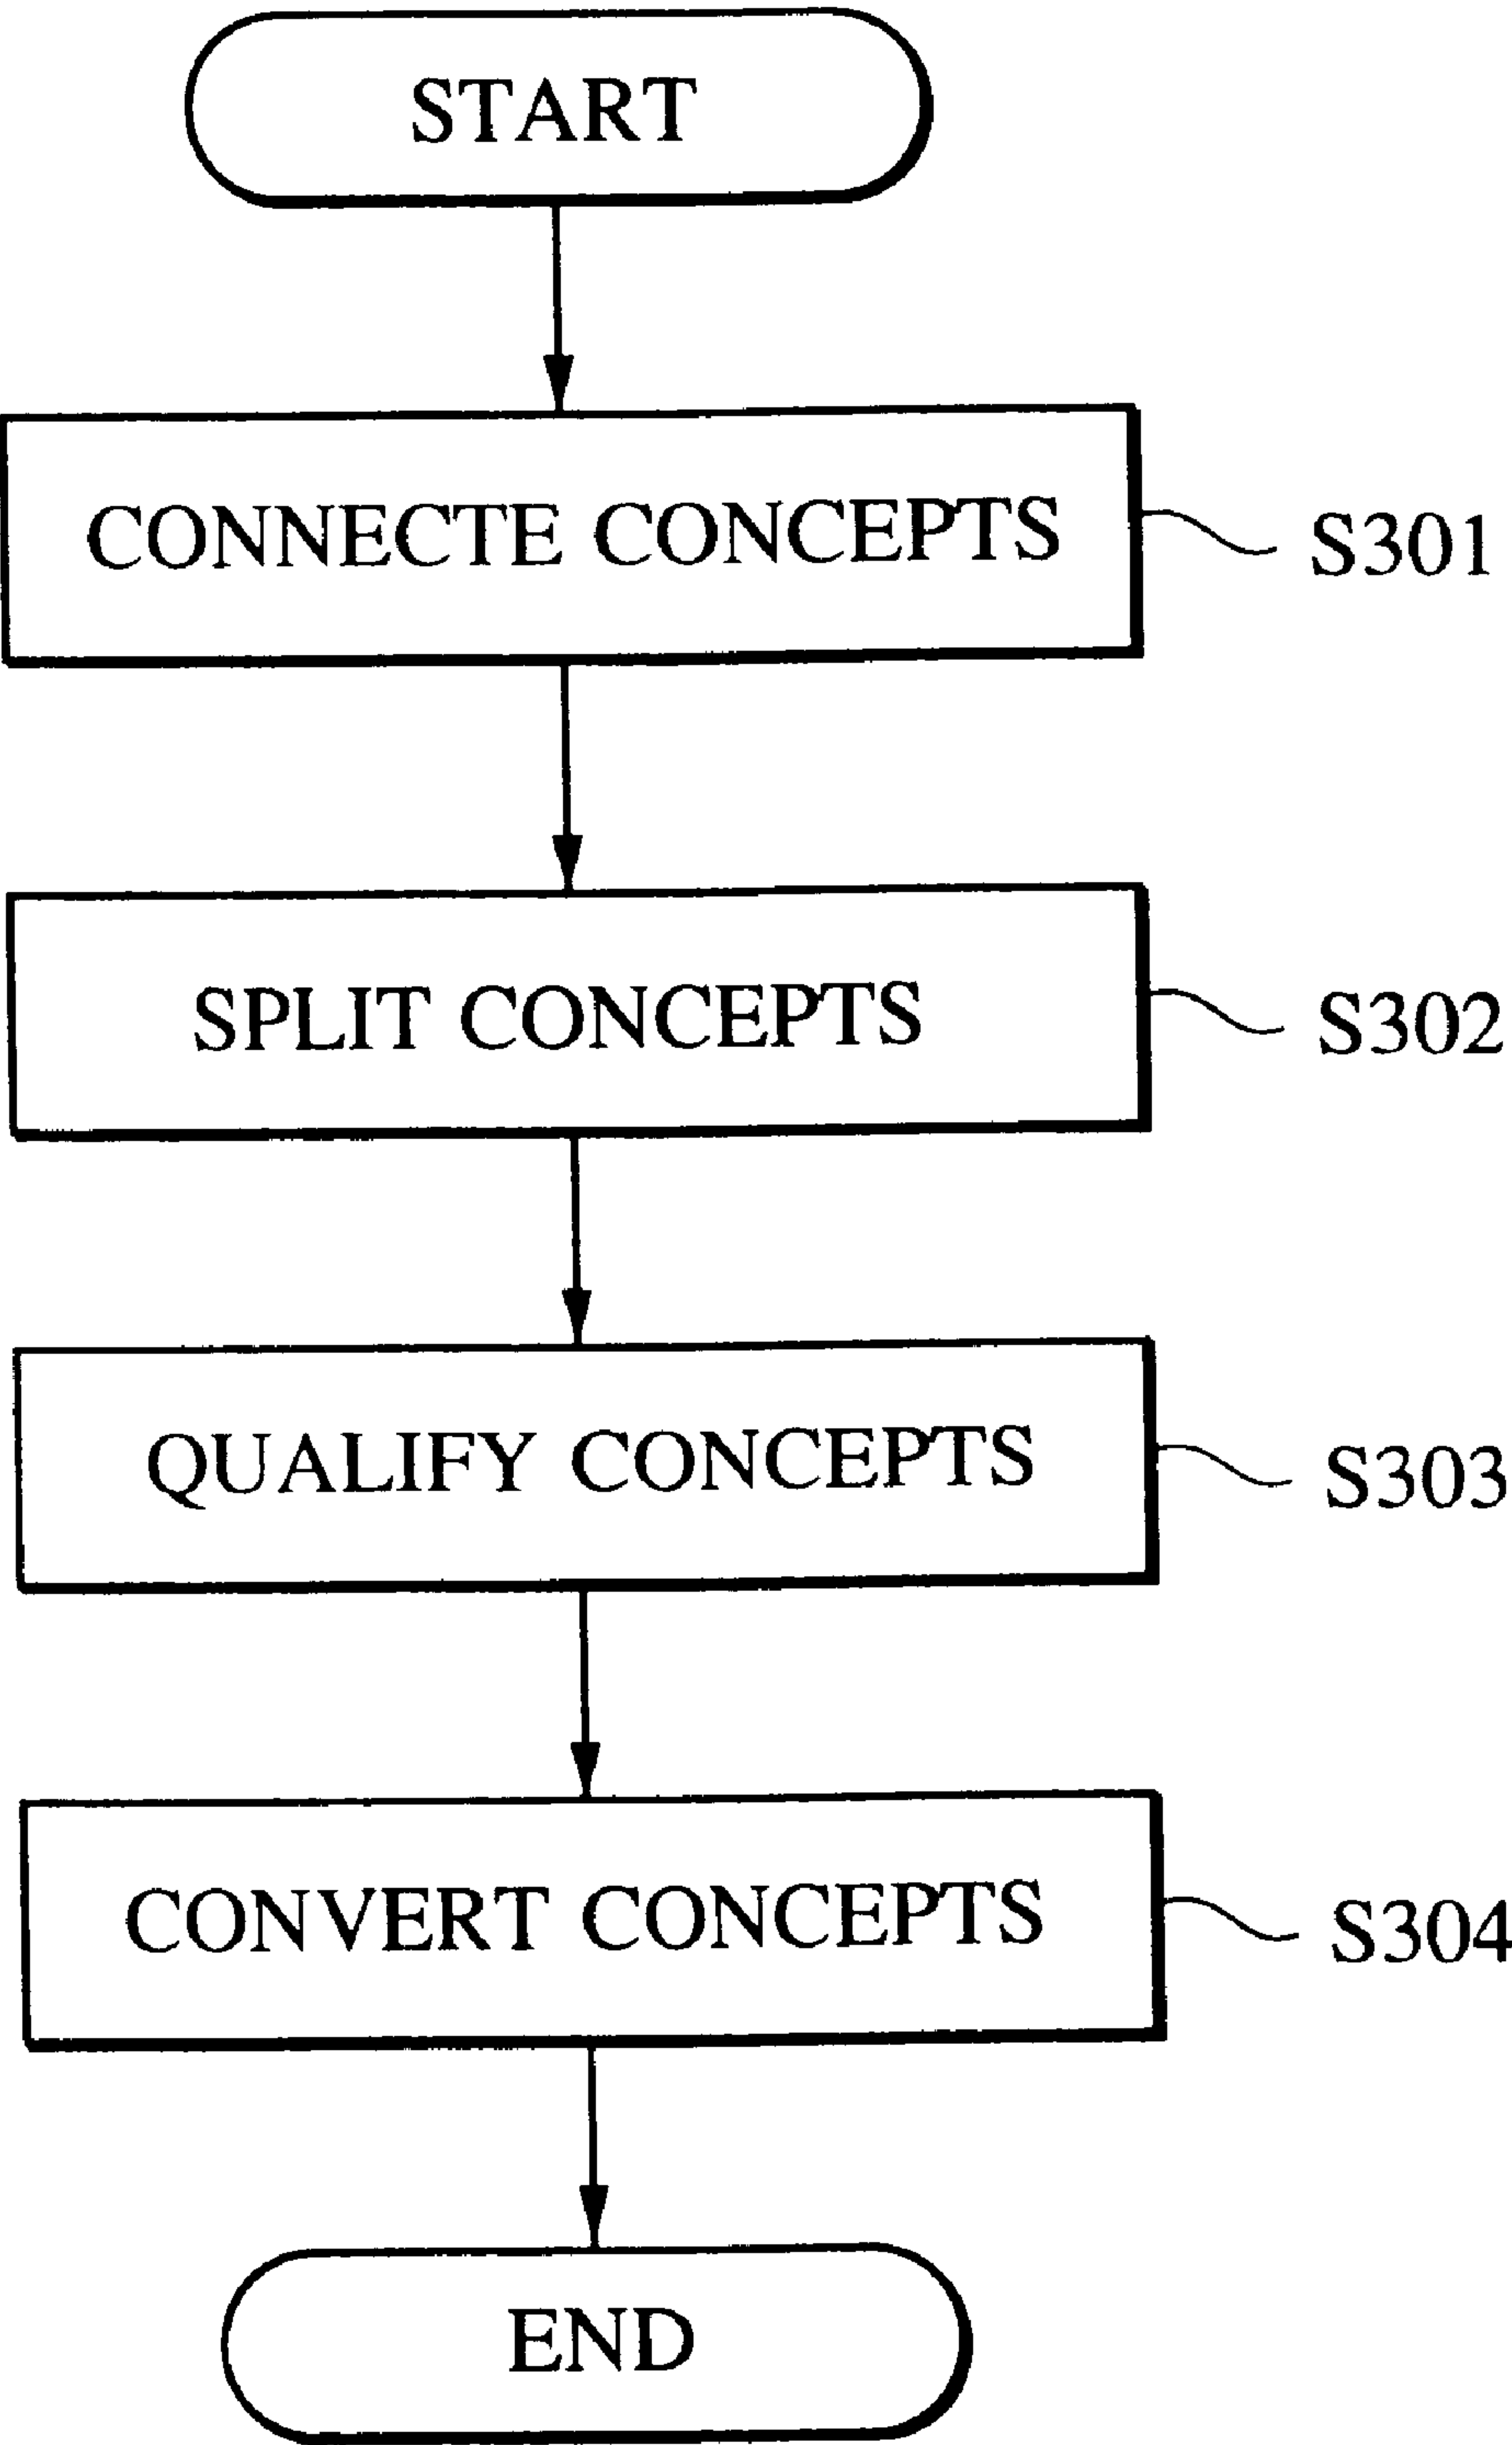 START
CONNECTE CONCEPTS
S301
SPLIT CONCEPTS
S302
QUALIFY CONCEPTS
S303
CONVERT CONCEPTS
S304
END